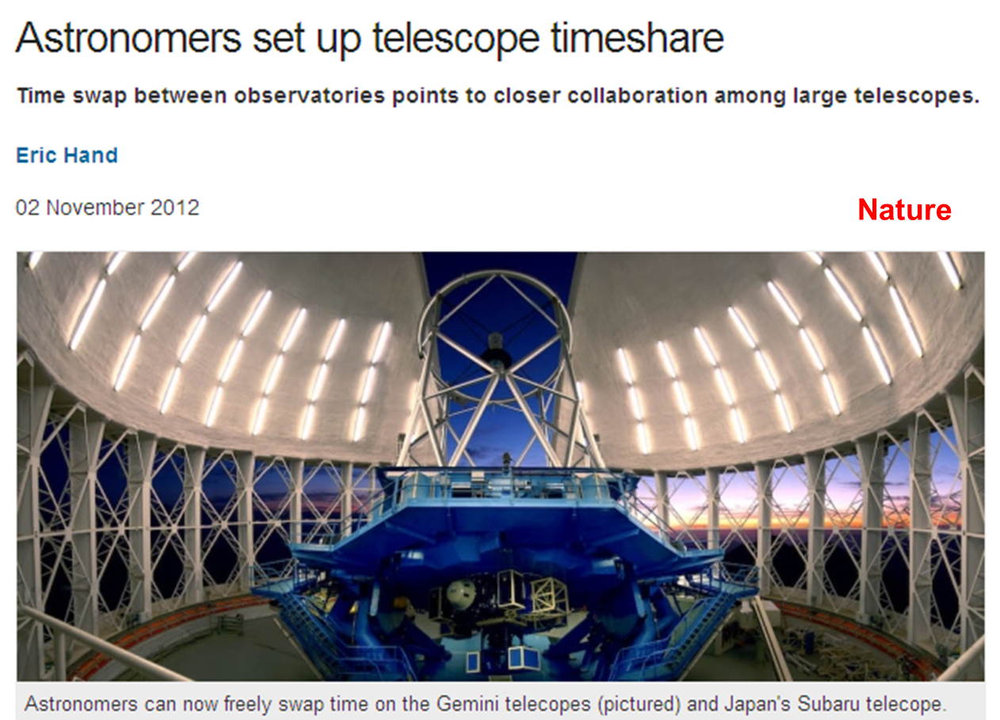 Astronomers set up telescope timeshare
Time swap between observatories points to closer collaboration among large telescopes.
Eric Hand
02 November 2012
Nature
Astronomers can now freely swap time on the Gemini telecopes (pictured) and Japan's Subaru telecope.